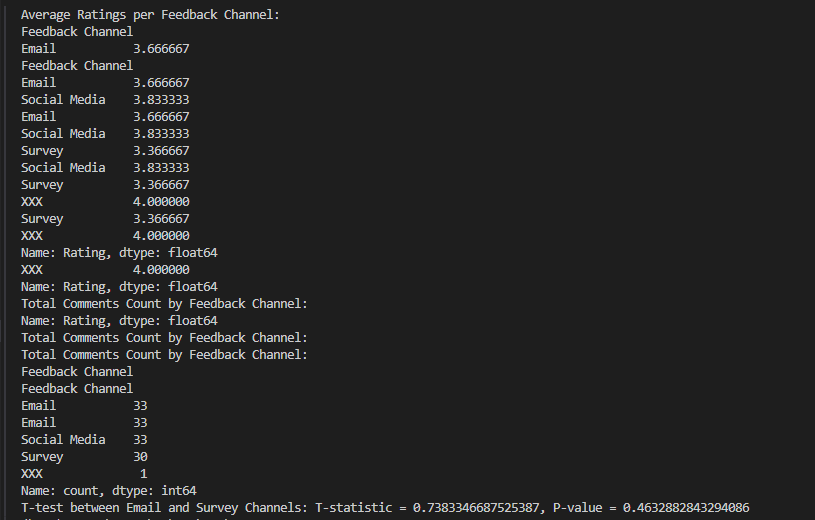 Average Ratings per Feedback Channel:
Feedback Channel
Email           3.666667
Feedback Channel
Email           3.666667
Social Media    3.833333
Email           3.666667
Social Media    3.833333
Survey          3.366667
Social Media    3.833333
Survey          3.366667
XXX             4.000000
Survey          3.366667
XXX             4.000000
Name: Rating, dtype: float64
XXX             4.000000
Name: Rating, dtype: float64
Total Comments Count by Feedback Channel:
Name: Rating, dtype: float64
Total Comments Count by Feedback Channel:
Total Comments Count by Feedback Channel:
Feedback Channel
Feedback Channel
Email           33
Email           33
Social Media    33
Survey          30
XXX              1
Name: count, dtype: int64
T-test between Email and Survey Channels: T-statistic = 0.7383346687525387, P-value = 0.4632882843294086